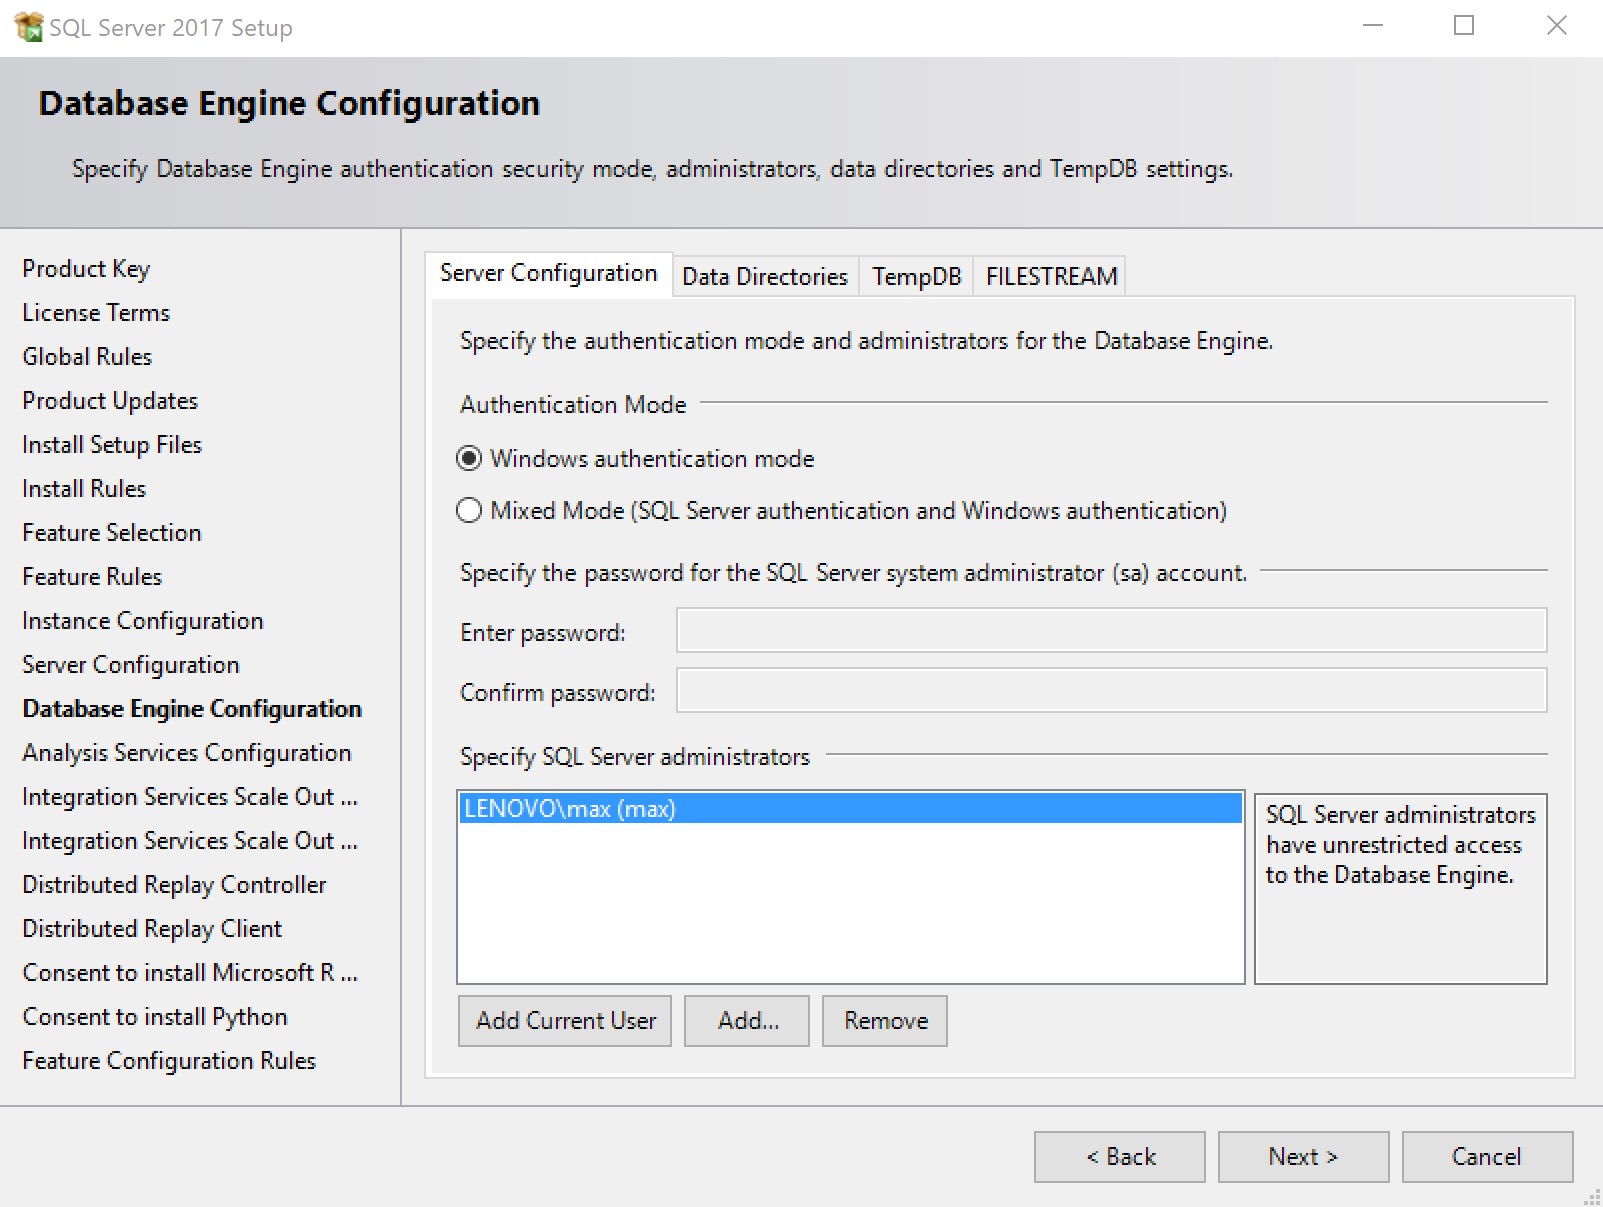 SQL Server 2017 Setup
Database Engine Configuration
Specify Database Engine authentication security mode, administrators, data directories and TempDB settings.
Product Key
License Terms
Global Rules
Product Updates
Install Setup Files
Install Rules
Feature Selection
Feature Rules
Instance Configuration
Server Configuration
Database Engine Configuration
Analysis Services Configuration
Integration Services Scale Out ...
Integration Services Scale Out ...
Distributed Replay Controller
Distributed Replay Client
Consent to install Microsoft R ...
Consent to install Python
Feature Configuration Rules
Server Configuration Data Directories TempDB FILESTREAM
Specify the authentication mode and administrators for the Database Engine.
Authentication Mode
Windows authentication mode
Mixed Mode (SQL Server authentication and Windows authentication)
Specify the password for the SQL Server system administrator (sa) account.
Enter password:
Confirm password:
Specify SQL Server administrators
LENOVO\max (max)
SQL Server administrators
have unrestricted access
to the Database Engine.
Add Current User Add... Remove
< Back Next > Cancel